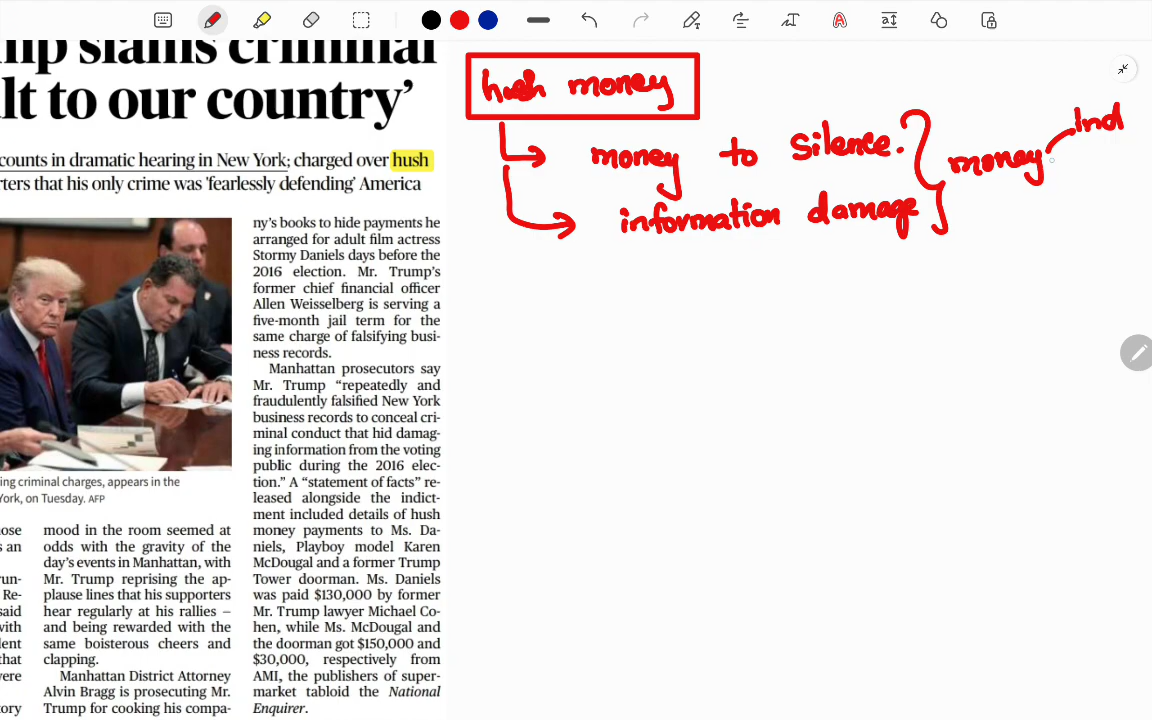 mp slams criminal
lt to our country’
counts in dramatic hearing in New York; charged over hush
rters that his only crime was ‘fearlessly defending’ America
ing criminal charges, appears in the
York, on Tuesday. AFP
mood in the room seemed at
odds with the gravity of the
day’s events in Manhattan, with
Mr. Trump reprising the ap-
plause lines that his supporters
hear regularly at his rallies —
and being rewarded with the
same boisterous cheers and
clapping.
Manhattan District Attorney
Alvin Bragg is prosecuting Mr.
Trump for cooking his compa-
ny’s books to hide payments he
arranged for adult film actress
Stormy Daniels days before the
2016 election. Mr. Trump’s
former chief financial officer
Allen Weisselberg is serving a
five-month jail term for the
same charge of falsifying busi-
ness records.
Manhattan prosecutors say
Mr. Trump “repeatedly and
fraudulently falsified New York
business records to conceal cri-
minal conduct that hid damag-
ing information from the voting
public during the 2016 elec-
tion.” A “statement of facts” re-
leased alongside the indict-
ment included details of hush
money payments to Ms. Da-
niels, Playboy model Karen
McDougal and a former Trump
Tower doorman. Ms. Daniels
was paid $130,000 by former
Mr. Trump lawyer Michael Co-
hen, while Ms. McDougal and
the doorman got $150,000 and
$30,000, respectively from
AMI, the publishers of super-
market tabloid the National
Enquirer.
hush money
money to silence.
information damage
money
Ind